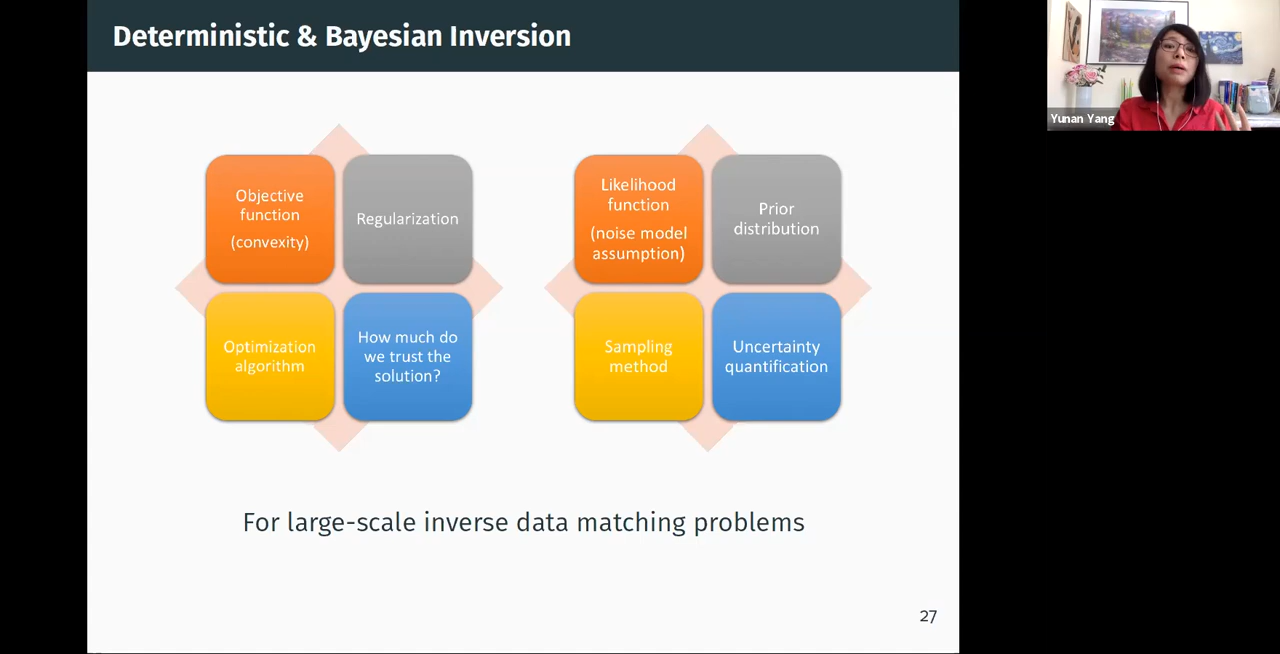 Deterministic & Bayesian Inversion
Yunan Yang
Objective
function
(convexity)
Regularization
Optimization
algorithm
How much do
we trust the
solution?
Likelihood
function
(noise model
assumption)
Prior
distribution
Sampling
method
Uncertainty
quantification
For large-scale inverse data matching problems
27